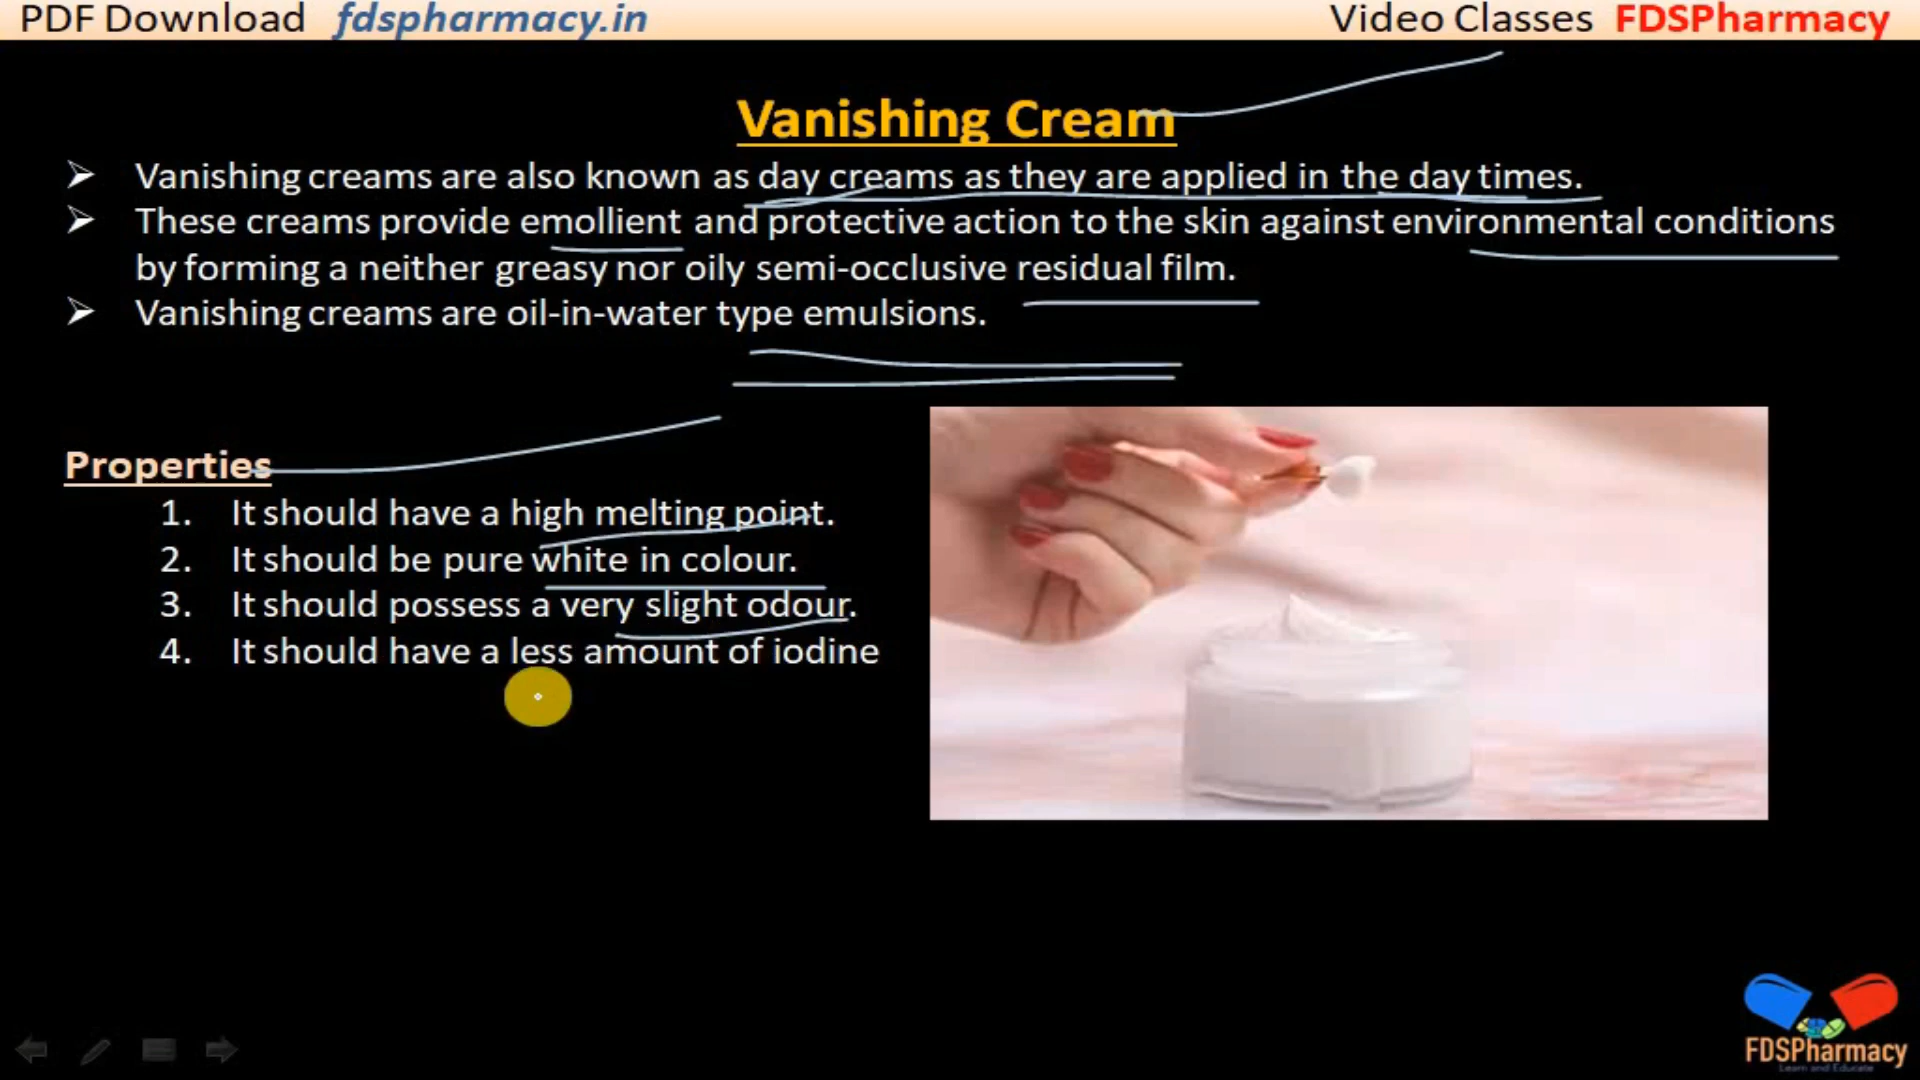 PDF Download fdspharmacy.in Video Classes FDSPharmacy
Vanishing Cream
Vanishing creams are also known as day creams as they are applied in the day times.
These creams provide emollient and protective action to the skin against environmental conditions
by forming a neither greasy nor oily semi-occlusive residual film.
Vanishing creams are oil-in-water type emulsions.
Properties
1. It should have a high melting point.
2. It should be pure white in colour.
3. It should possess a very slight odour.
4. It should have a less amount of iodine
FDSPharmacy
Learn and Educate